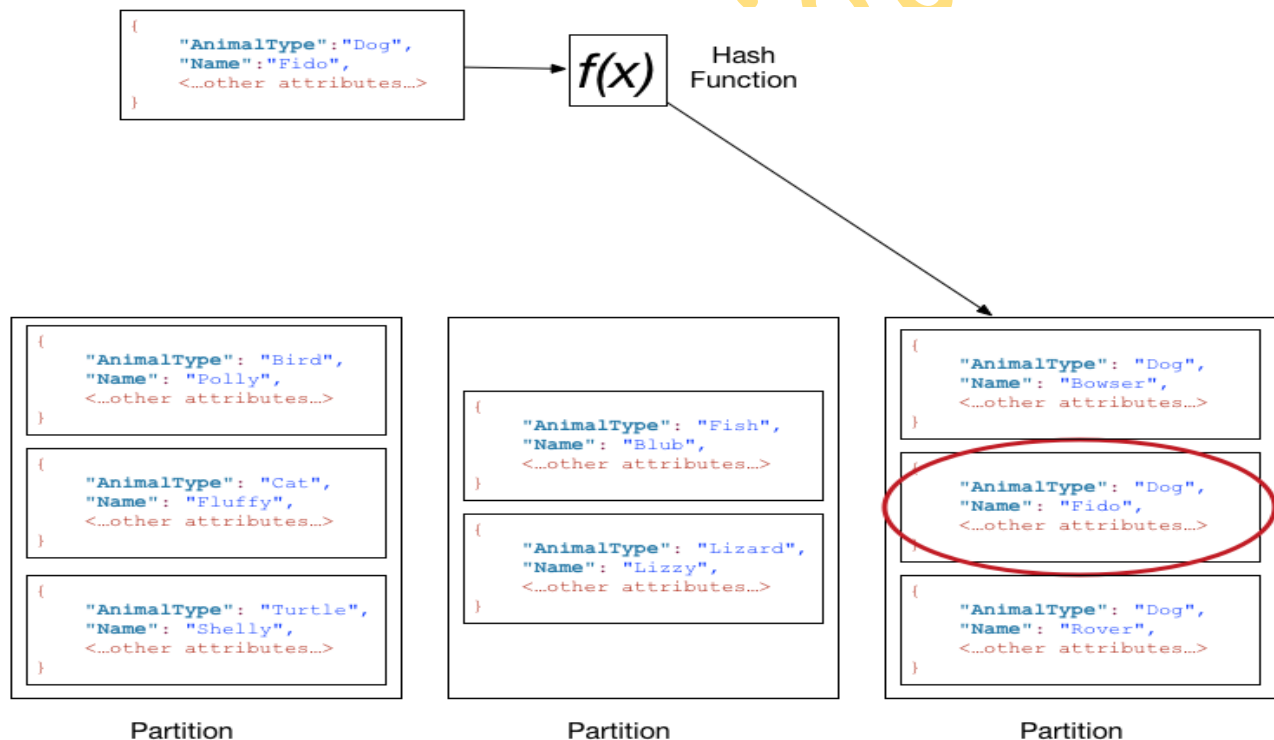 {
"AnimalType":"Dog",
"Name":"Fido",
<…other attributes…>
}
f(x)
Hash
Function
{
"AnimalType": "Bird",
"Name": "Polly",
<…other attributes…>
}
{
"AnimalType": "Cat",
"Name": "Fluffy",
<…other attributes…>
}
{
"AnimalType": "Turtle",
"Name": "Shelly",
<…other attributes…>
}
Partition
{
"AnimalType": "Fish",
"Name": "Blub",
<…other attributes…>
}
{
"AnimalType": "Lizard",
"Name": "Lizzy",
<…other attributes…>
}
Partition
{
"AnimalType": "Dog",
"Name": "Bowser",
<…other attributes…>
}
{
"AnimalType": "Dog",
"Name": "Fido",
<…other attributes…>
}
{
"AnimalType": "Dog",
"Name": "Rover",
<…other attributes…>
}
Partition